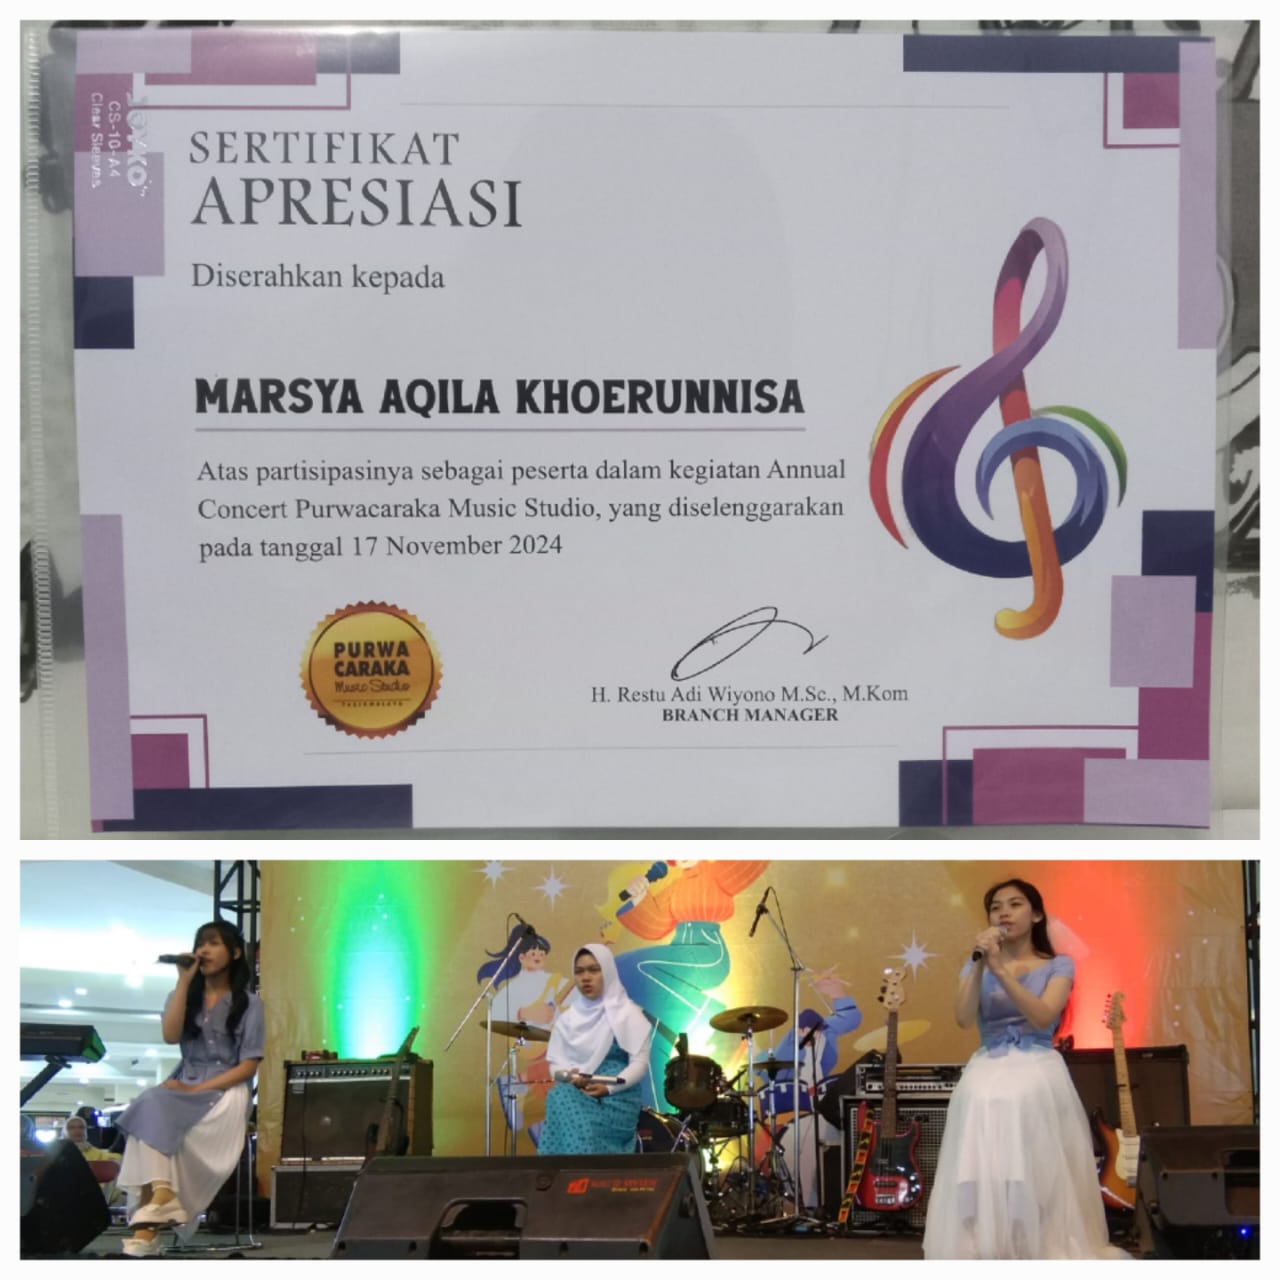 JOYKO
CS-10-A4
Clear Sleeves
SERTIFIKAT
APRESIASI
Diserahkan kepada
MARSYA AQILA KHOERUNNISA
Atas partisipasinya sebagai peserta dalam kegiatan Annual
Concert Purwacaraka Music Studio, yang diselenggarakan
pada tanggal 17 November 2024
PURWA
CARAKA
Music Studio
TASIKMALAYA
H. Restu Adi Wiyono M.Sc., M.Kom
BRANCH MANAGER